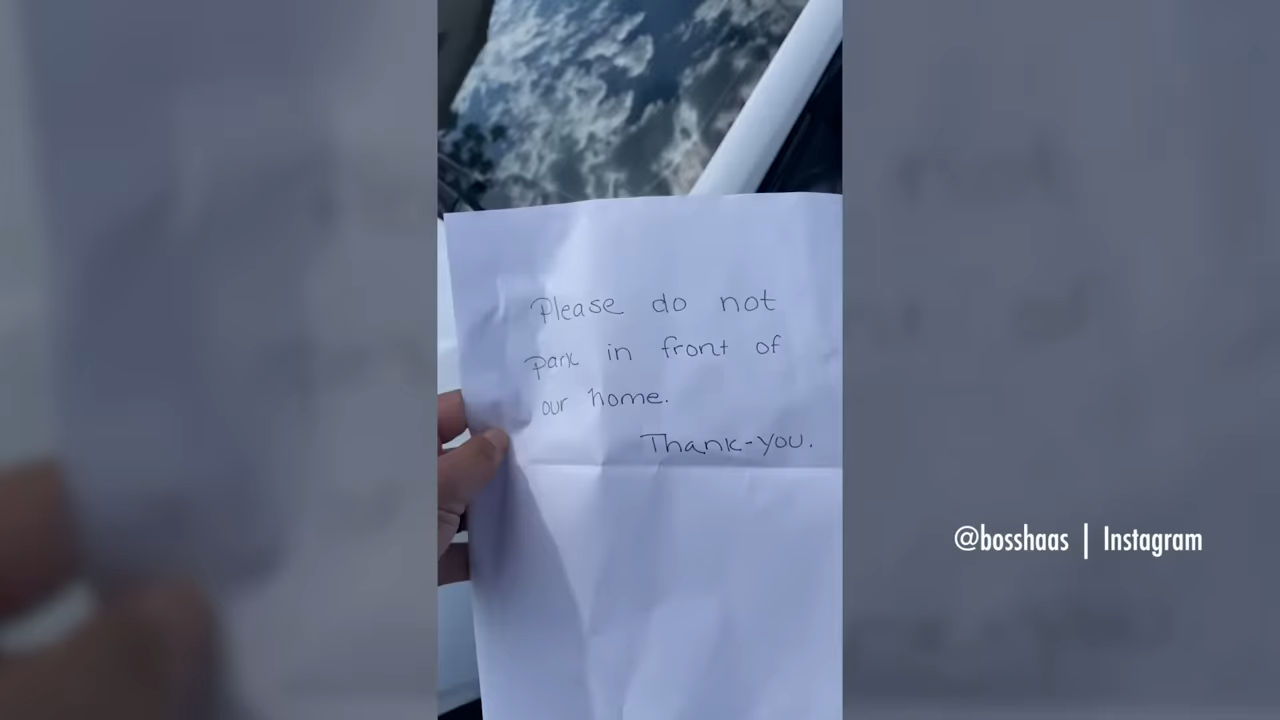 Please do not
park in front of
our home.
Thank-you.
@bosshaas | Instagram